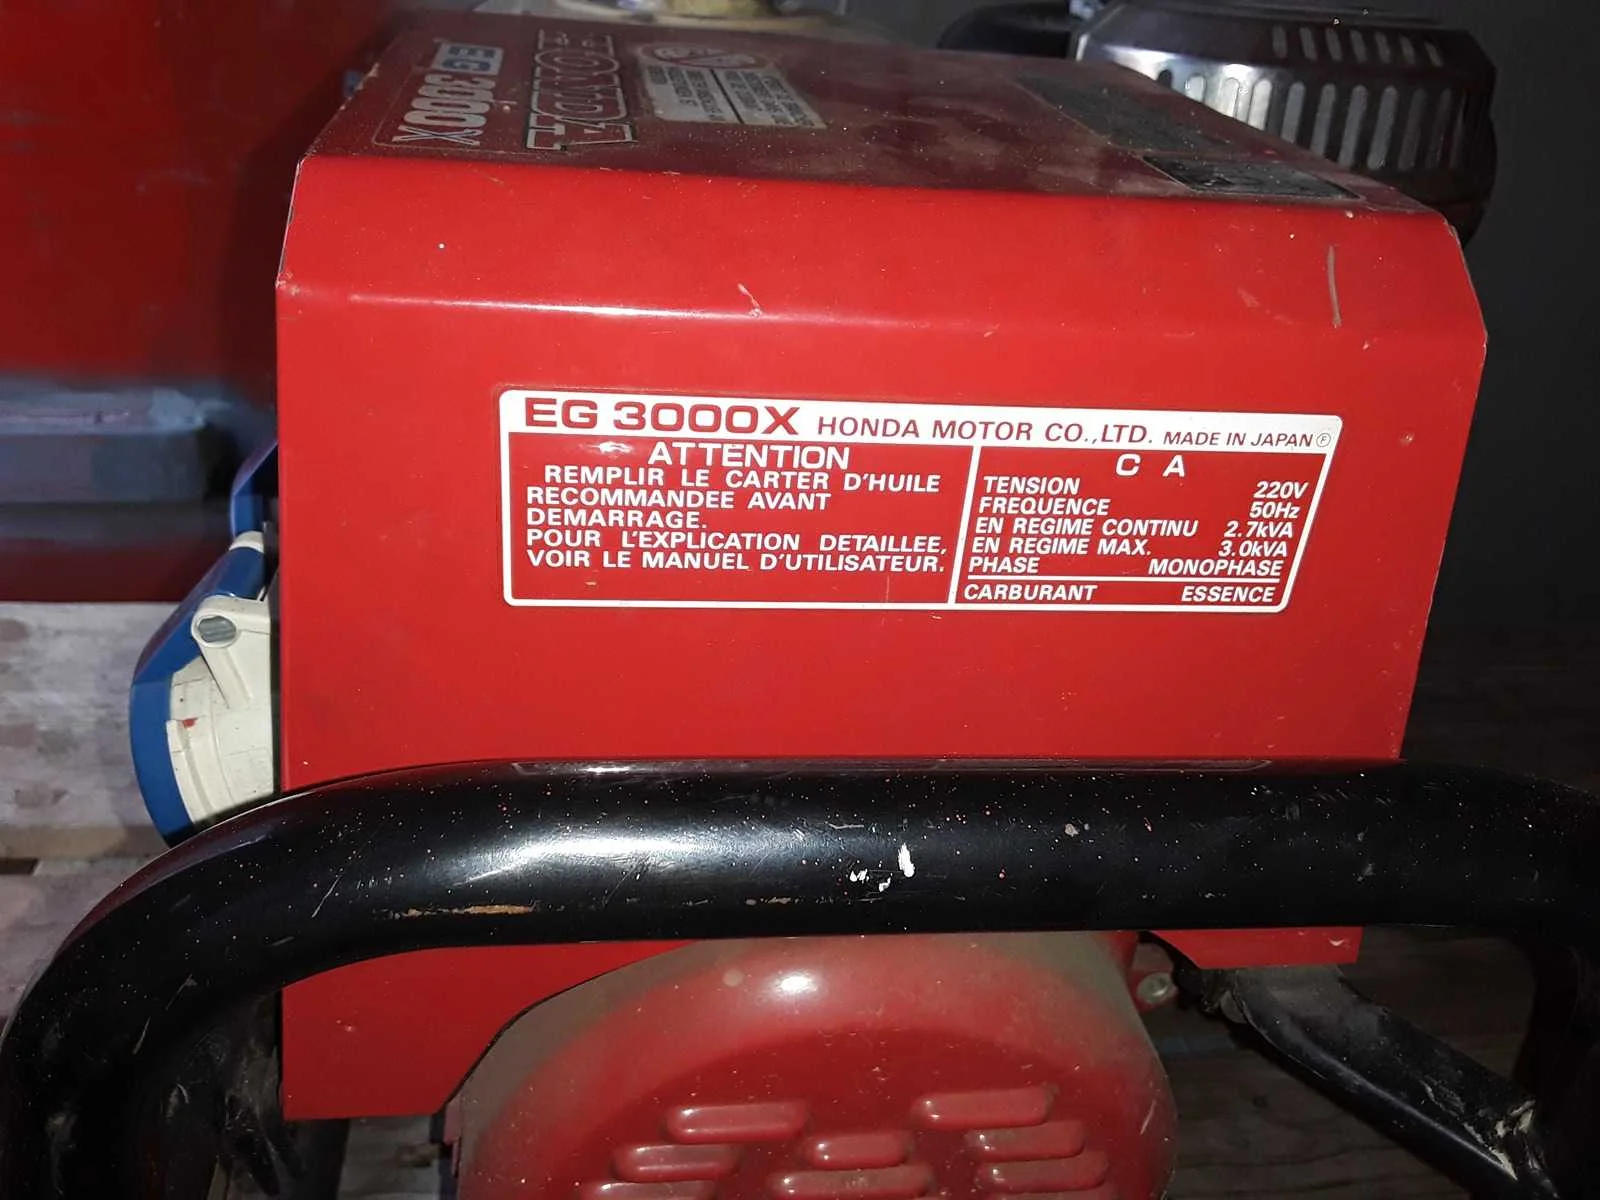 EG 3000X
HONDA
EG 3000X HONDA MOTOR CO.,LTD. MADE IN JAPAN Ⓕ
ATTENTION
REMPLIR LE CARTER D'HUILE
RECOMMANDEE AVANT
DEMARRAGE.
POUR L'EXPLICATION DETAILLEE,
VOIR LE MANUEL D'UTILISATEUR.
C A
TENSION 220V
FREQUENCE 50Hz
EN REGIME CONTINU 2.7kVA
EN REGIME MAX. 3.0kVA
PHASE MONOPHASE
CARBURANT ESSENCE